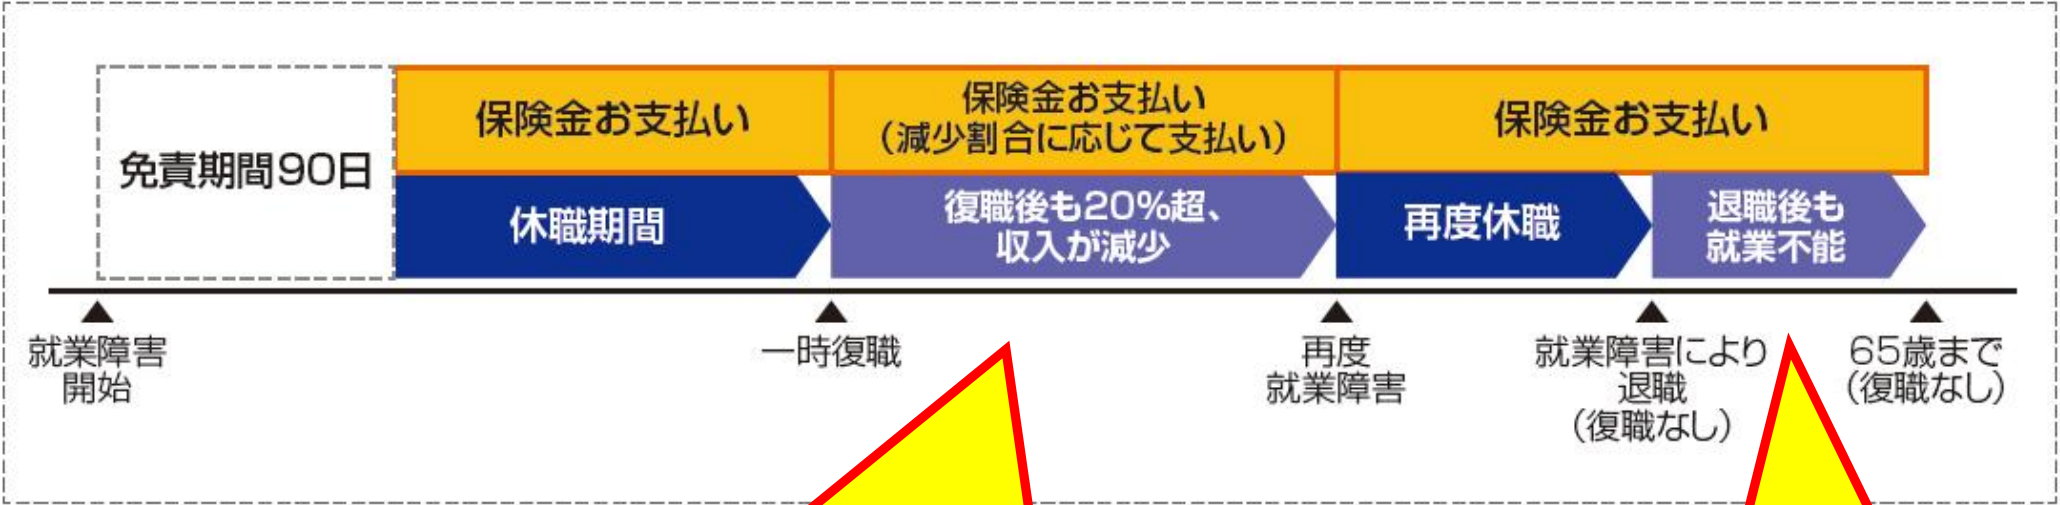 免責期間90日
保険金お支払い
保険金お支払い
（減少割合に応じて支払い）
保険金お支払い
休職期間
復職後も20%超、
収入が減少
再度休職
退職後も
就業不能
就業障害
開始
一時復職
再度
就業障害
就業障害により
退職
（復職なし）
65歳まで
（復職なし）